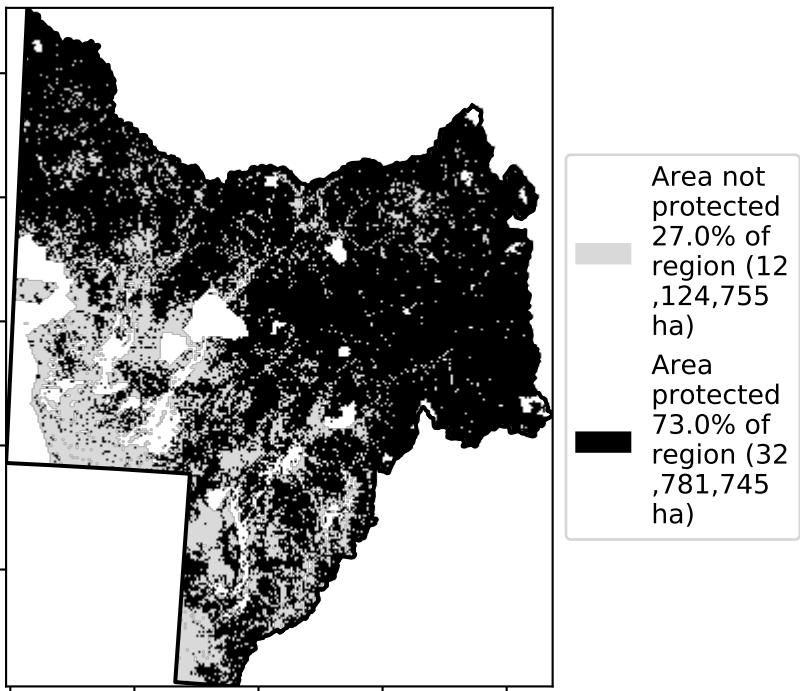 Area not
protected
27.0% of
region (12
,124,755
ha)
Area
protected
73.0% of
region (32
,781,745
ha)